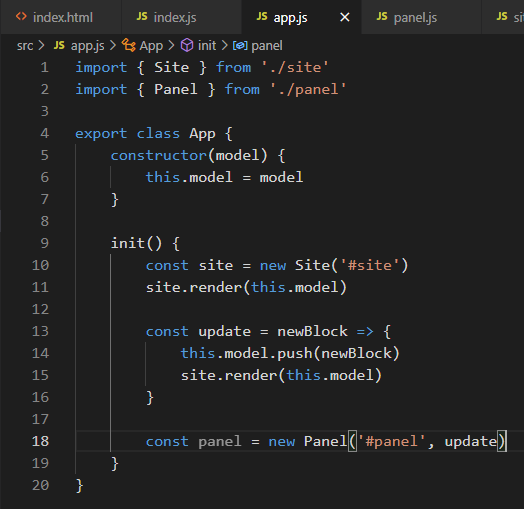 index.html JS index.js JS app.js × JS panel.js JS
src > JS app.js > App > init > panel
1 import { Site } from './site'
2 import { Panel } from './panel'
3
4 export class App {
5     constructor(model) {
6         this.model = model
7     }
8
9     init() {
10         const site = new Site('#site')
11         site.render(this.model)
12
13         const update = newBlock => {
14             this.model.push(newBlock)
15             site.render(this.model)
16         }
17
18         const panel = new Panel('#panel', update)
19     }
20 }